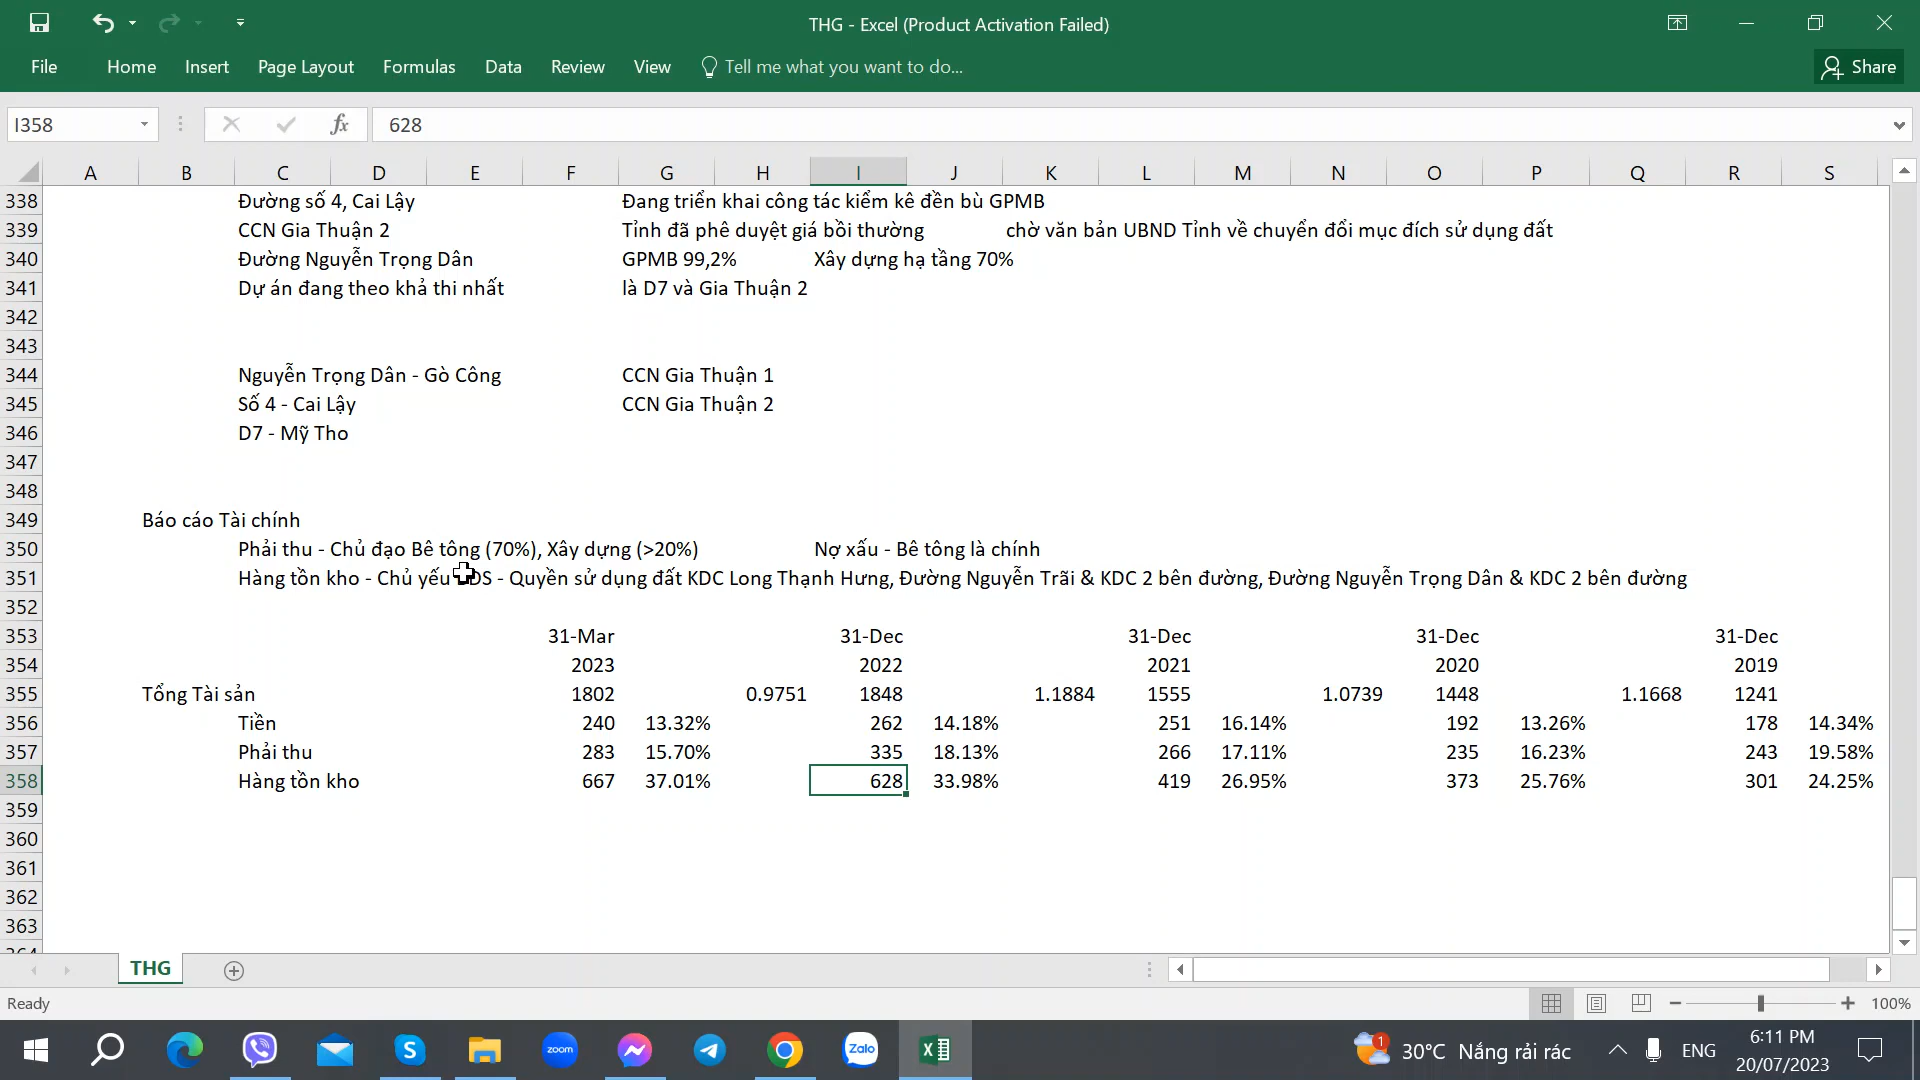 THG - Excel (Product Activation Failed)
File Home Insert Page Layout Formulas Data Review View Tell me what you want to do... Share
I358 fx 628
A B C D E F G H I J K L M N O P Q R S
338 Đường số 4, Cai Lậy Đang triển khai công tác kiểm kê đền bù GPMB
339 CCN Gia Thuận 2 Tỉnh đã phê duyệt giá bồi thường chờ văn bản UBND Tỉnh về chuyển đổi mục đích sử dụng đất
340 Đường Nguyễn Trọng Dân GPMB 99,2% Xây dựng hạ tầng 70%
341 Dự án đang theo khả thi nhất là D7 và Gia Thuận 2
342
343
344 Nguyễn Trọng Dân - Gò Công CCN Gia Thuận 1
345 Số 4 - Cai Lậy CCN Gia Thuận 2
346 D7 - Mỹ Tho
347
348
349 Báo cáo Tài chính
350 Phải thu - Chủ đạo Bê tông (70%), Xây dựng (>20%) Nợ xấu - Bê tông là chính
351 Hàng tồn kho - Chủ yếu DS - Quyền sử dụng đất KDC Long Thạnh Hưng, Đường Nguyễn Trãi & KDC 2 bên đường, Đường Nguyễn Trọng Dân & KDC 2 bên đường
352
353 31-Mar 31-Dec 31-Dec 31-Dec 31-Dec
354 2023 2022 2021 2020 2019
355 Tổng Tài sản 1802 0.9751 1848 1.1884 1555 1.0739 1448 1.1668 1241
356 Tiền 240 13.32% 262 14.18% 251 16.14% 192 13.26% 178 14.34%
357 Phải thu 283 15.70% 335 18.13% 266 17.11% 235 16.23% 243 19.58%
358 Hàng tồn kho 667 37.01% 628 33.98% 419 26.95% 373 25.76% 301 24.25%
359
360
361
362
363
THG
Ready 100%
zoom Zalo 1 30°C Nắng rải rác ENG 6:11 PM
20/07/2023